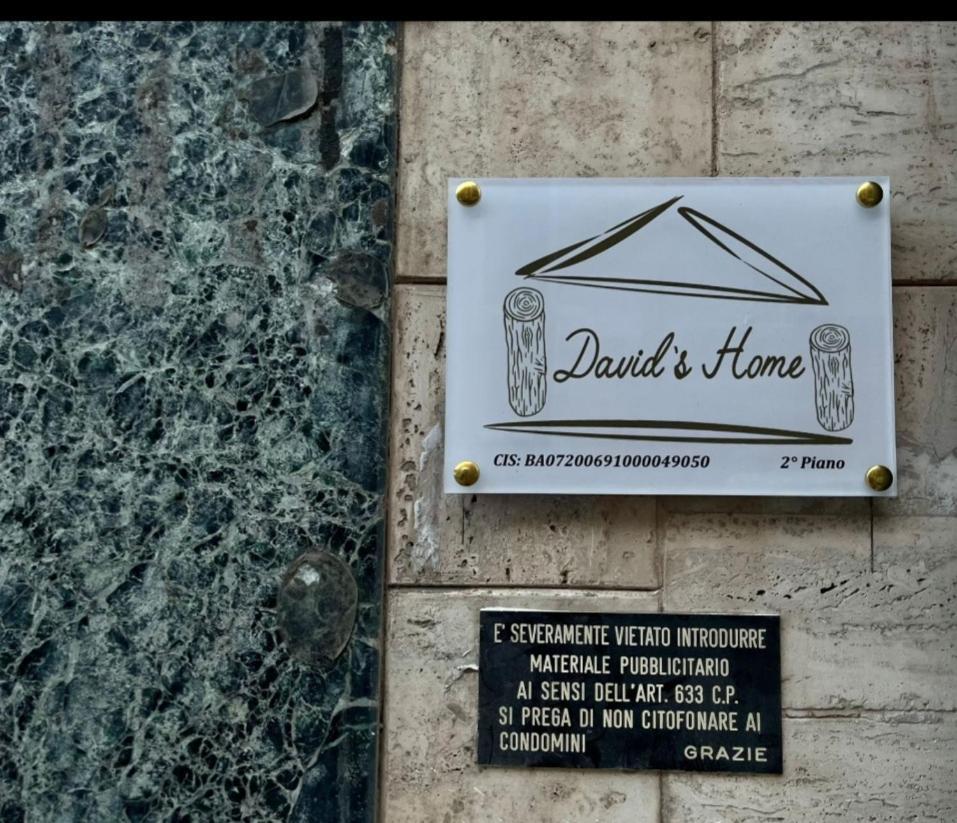 David's Home
CIS: BA07200691000049050 2° Piano
E' SEVERAMENTE VIETATO INTRODURRE
MATERIALE PUBBLICITARIO
AI SENSI DELL'ART. 633 C.P.
SI PREGA DI NON CITOFONARE AI
CONDOMINI GRAZIE